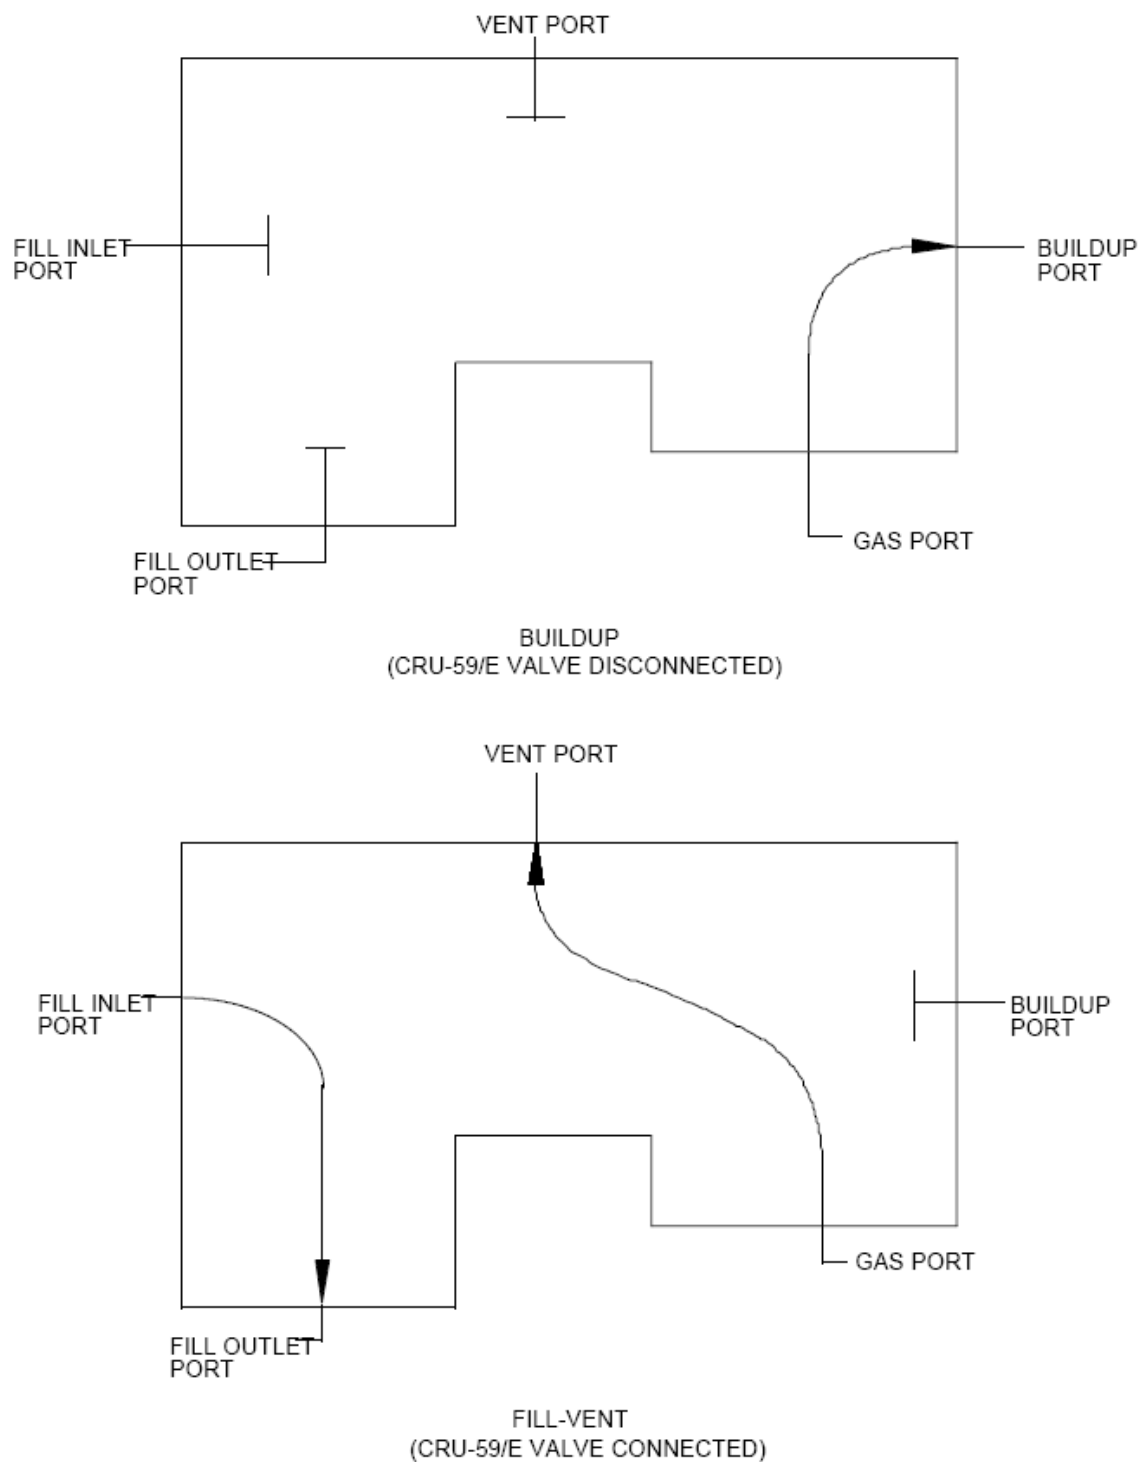 VENT PORT
FILL INLET
PORT
BUILDUP
PORT
GAS PORT
FILL OUTLET
PORT
BUILDUP
(CRU-59/E VALVE DISCONNECTED)
VENT PORT
FILL INLET
PORT
BUILDUP
PORT
GAS PORT
FILL OUTLET
PORT
FILL-VENT
(CRU-59/E VALVE CONNECTED)